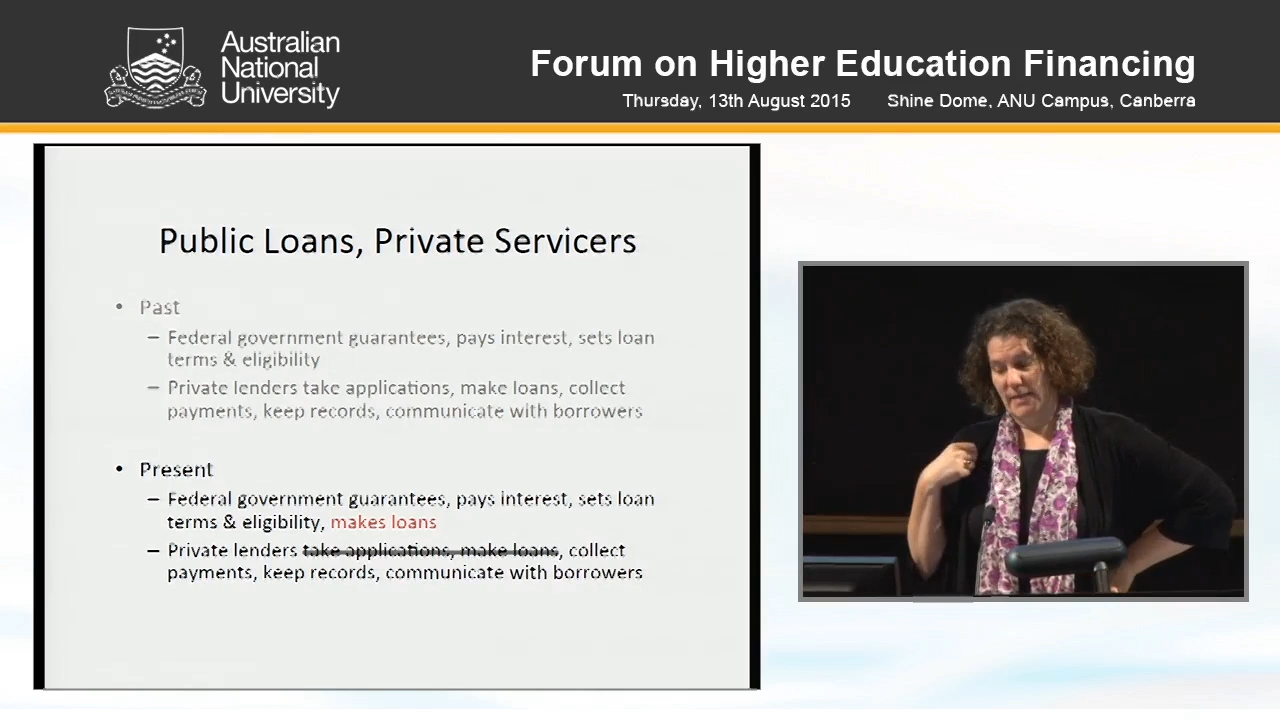 Australian
National
University
Forum on Higher Education Financing
Thursday, 13th August 2015 Shine Dome, ANU Campus, Canberra
Public Loans, Private Servicers
• Past
– Federal government guarantees, pays interest, sets loan
terms & eligibility
– Private lenders take applications, make loans, collect
payments, keep records, communicate with borrowers
• Present
– Federal government guarantees, pays interest, sets loan
terms & eligibility, makes loans
– Private lenders take applications, make loans, collect
payments, keep records, communicate with borrowers